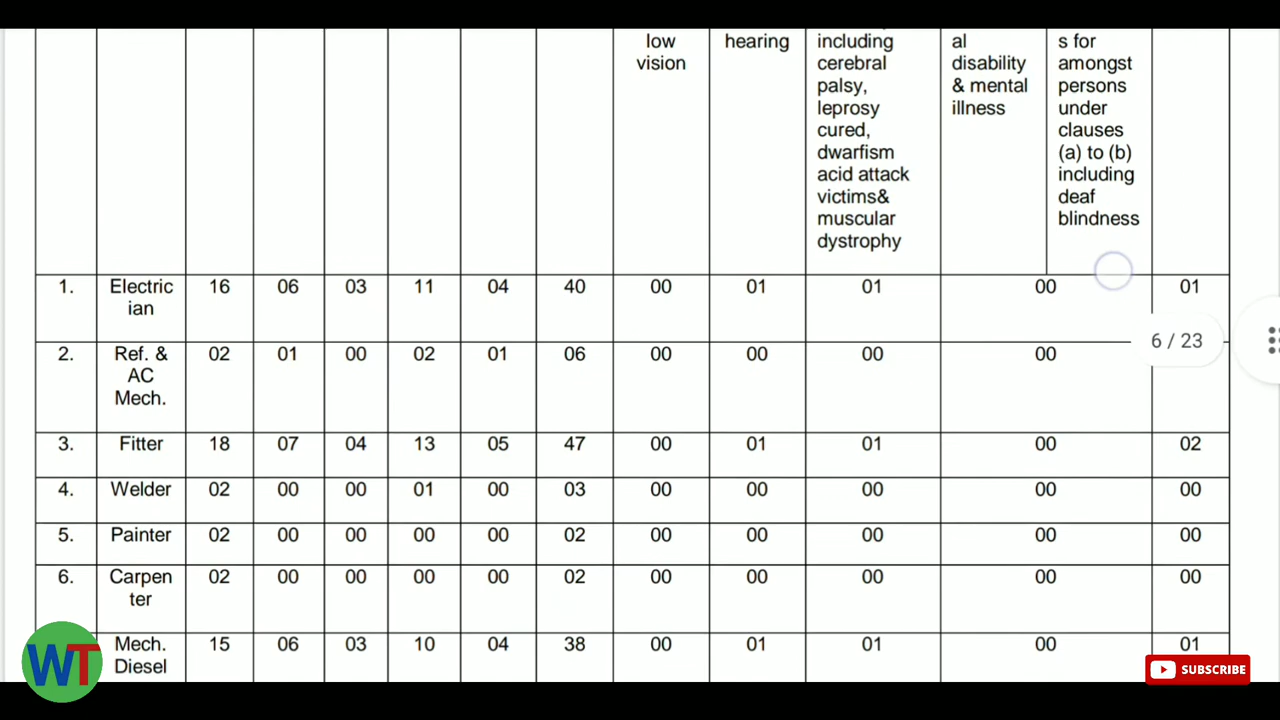 low
vision
hearing
including
cerebral
palsy,
leprosy
cured,
dwarfism
acid attack
victims&
muscular
dystrophy
al
disability
& mental
illness
s for
amongst
persons
under
clauses
(a) to (b)
including
deaf
blindness
1. Electric ian 16 06 03 11 04 40 00 01 01 00 01
2. Ref. & AC Mech. 02 01 00 02 01 06 00 00 00 00
6 / 23
3. Fitter 18 07 04 13 05 47 00 01 01 00 02
4. Welder 02 00 00 01 00 03 00 00 00 00 00
5. Painter 02 00 00 00 00 02 00 00 00 00 00
6. Carpen ter 02 00 00 00 00 02 00 00 00 00 00
Mech. Diesel 15 06 03 10 04 38 00 01 01 00 01
WT
SUBSCRIBE